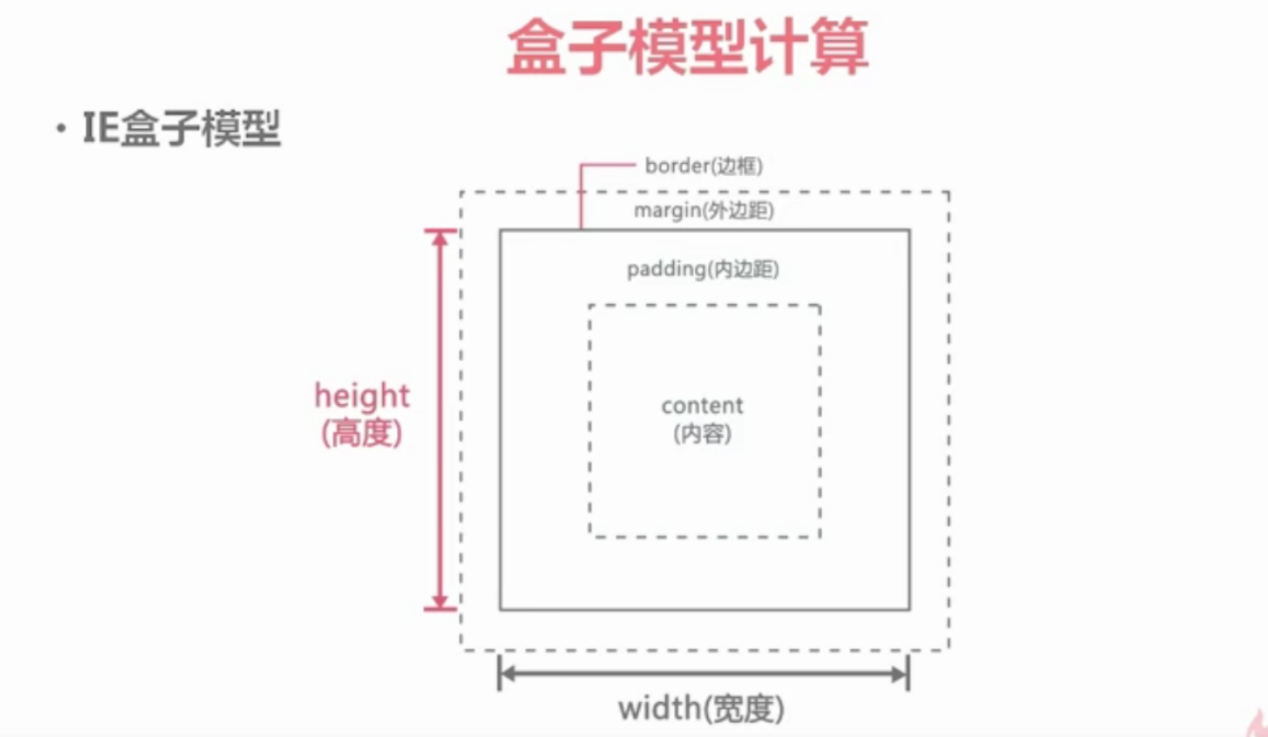 盒子模型计算
· IE盒子模型
border(边框)
margin(外边距)
padding(内边距)
height
(高度)
content
(内容)
width(宽度)